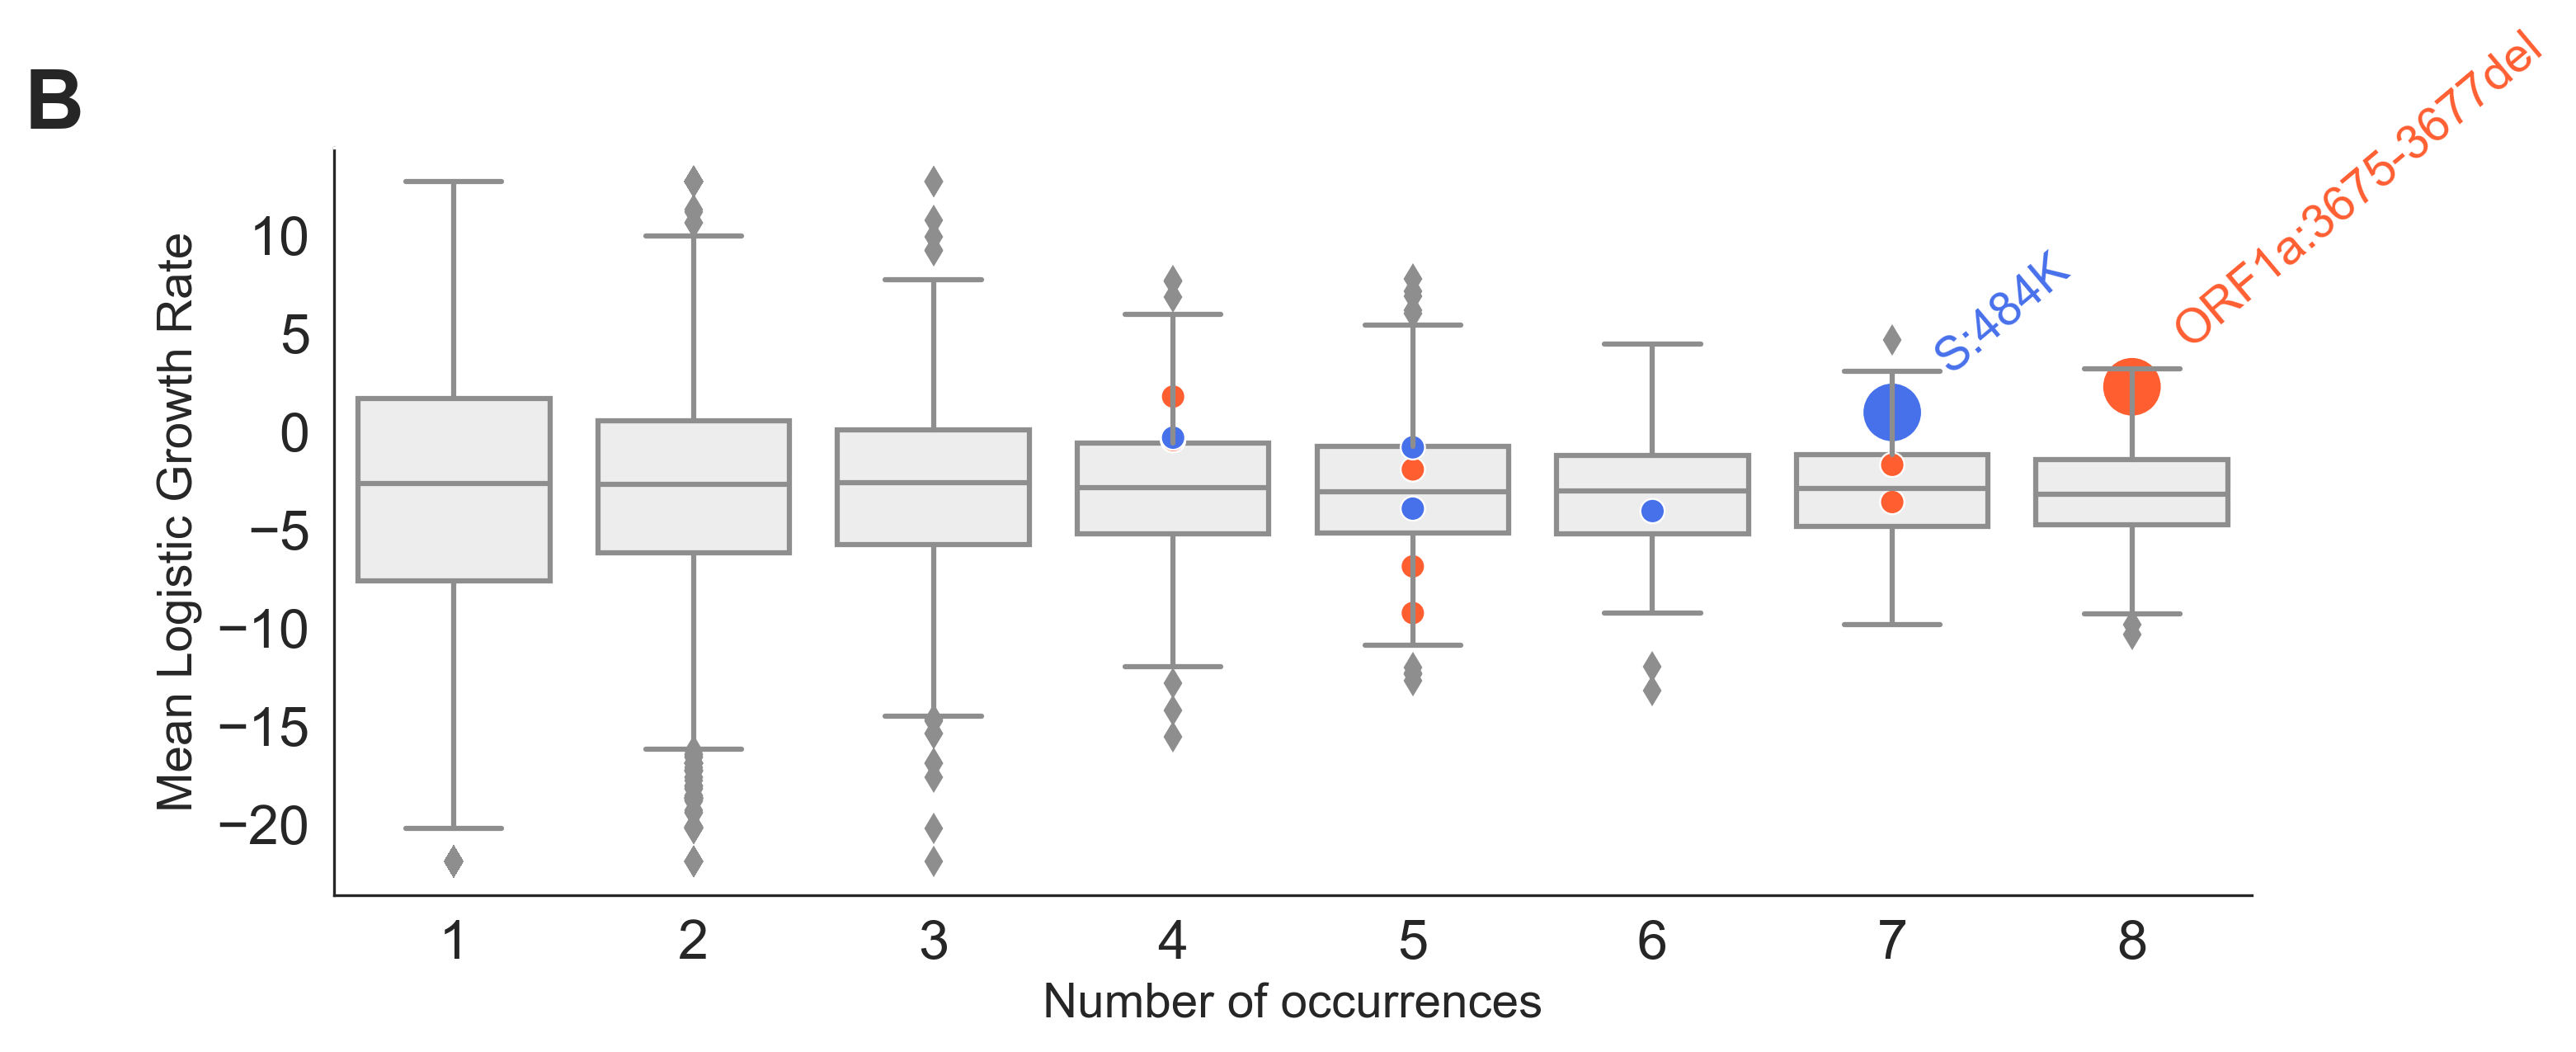 B
ORF1a:3675-3677del
S:484K
Mean Logistic Growth Rate
10
5
0
−5
−10
−15
−20
1 2 3 4 5 6 7 8
Number of occurrences